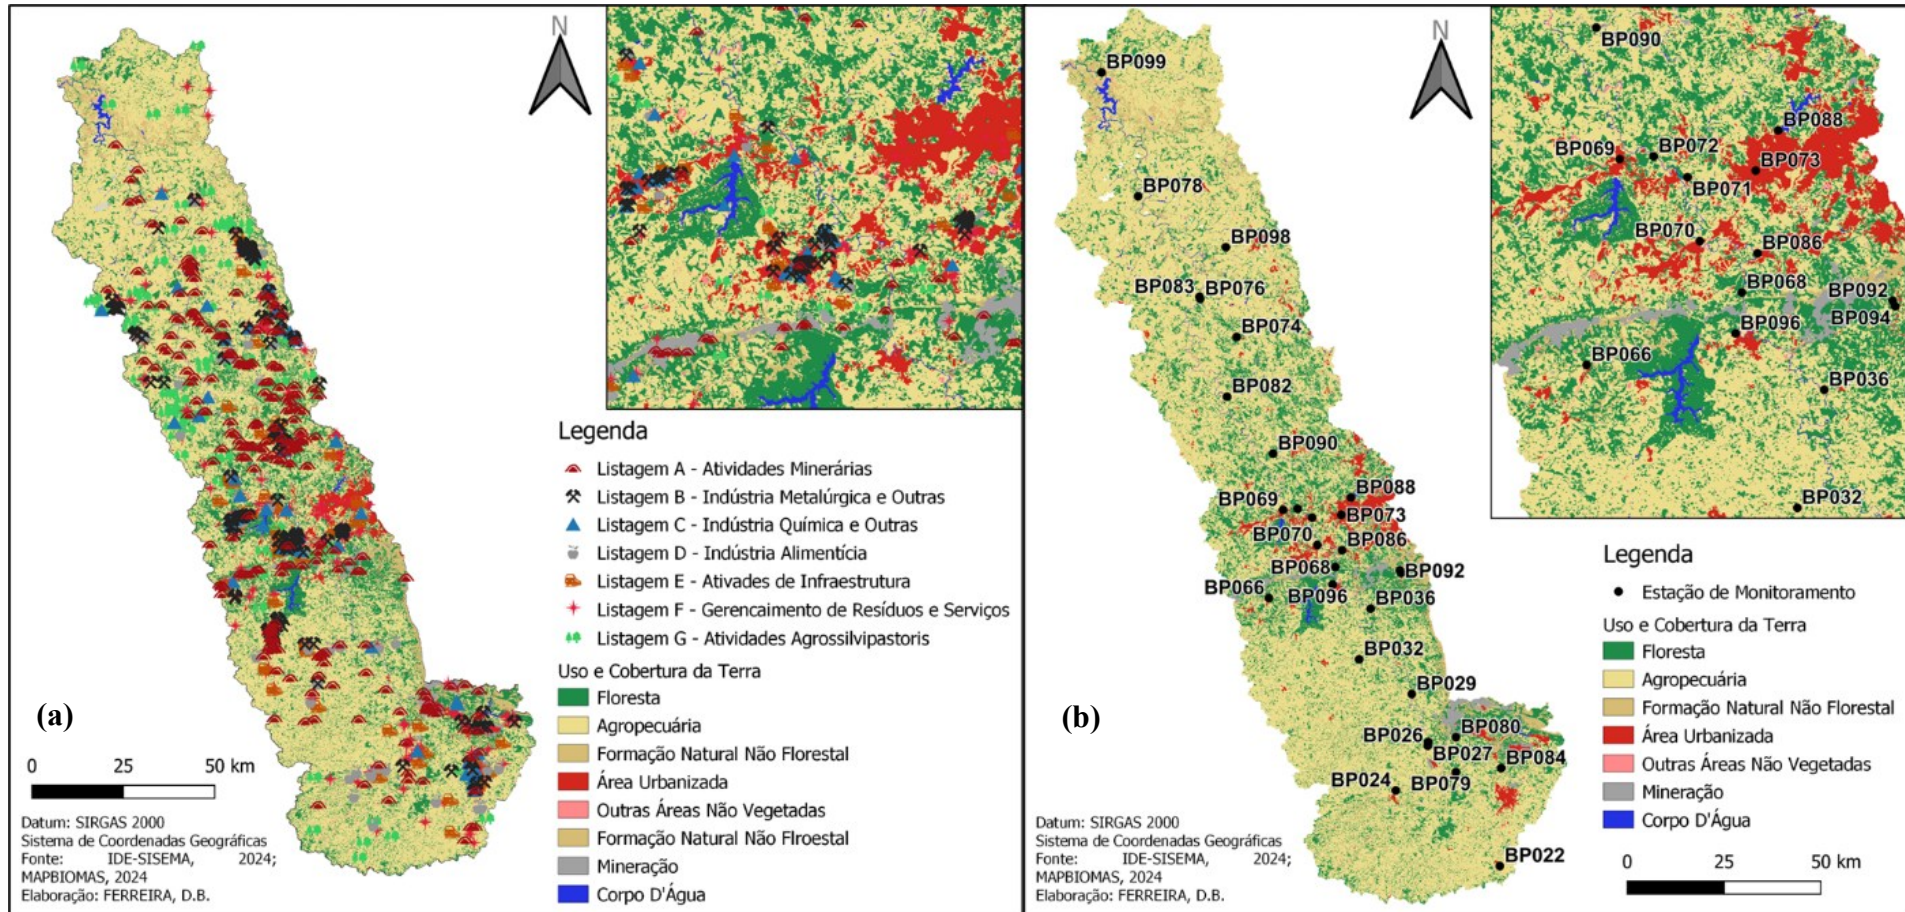 N
Legenda
Listagem A - Atividades Minerárias
Listagem B - Indústria Metalúrgica e Outras
Listagem C - Indústria Química e Outras
Listagem D - Indústria Alimentícia
Listagem E - Ativades de Infraestrutura
Listagem F - Gerencaimento de Resíduos e Serviços
Listagem G - Atividades Agrossilvipastoris
Uso e Cobertura da Terra
Floresta
Agropecuária
Formação Natural Não Florestal
Área Urbanizada
Outras Áreas Não Vegetadas
Formação Natural Não Flroestal
Mineração
Corpo D'Água
(a)
0 25 50 km
Datum: SIRGAS 2000
Sistema de Coordenadas Geográficas
Fonte: IDE-SISEMA, 2024;
MAPBIOMAS, 2024
Elaboração: FERREIRA, D.B.
N
BP099
BP078
BP098
BP083 BP076
BP074
BP082
BP090
BP088
BP069
BP073
BP070
BP086
BP068
BP092
BP066
BP096
BP036
BP032
BP029
BP026
BP080
BP027
BP084
BP024
BP079
BP022
BP090
BP088
BP069
BP072
BP073
BP071
BP070
BP086
BP068
BP092
BP094
BP096
BP066
BP036
BP032
Legenda
Estação de Monitoramento
Uso e Cobertura da Terra
Floresta
Agropecuária
Formação Natural Não Florestal
Área Urbanizada
Outras Áreas Não Vegetadas
Mineração
Corpo D'Água
(b)
0 25 50 km
Datum: SIRGAS 2000
Sistema de Coordenadas Geográficas
Fonte: IDE-SISEMA, 2024;
MAPBIOMAS, 2024
Elaboração: FERREIRA, D.B.